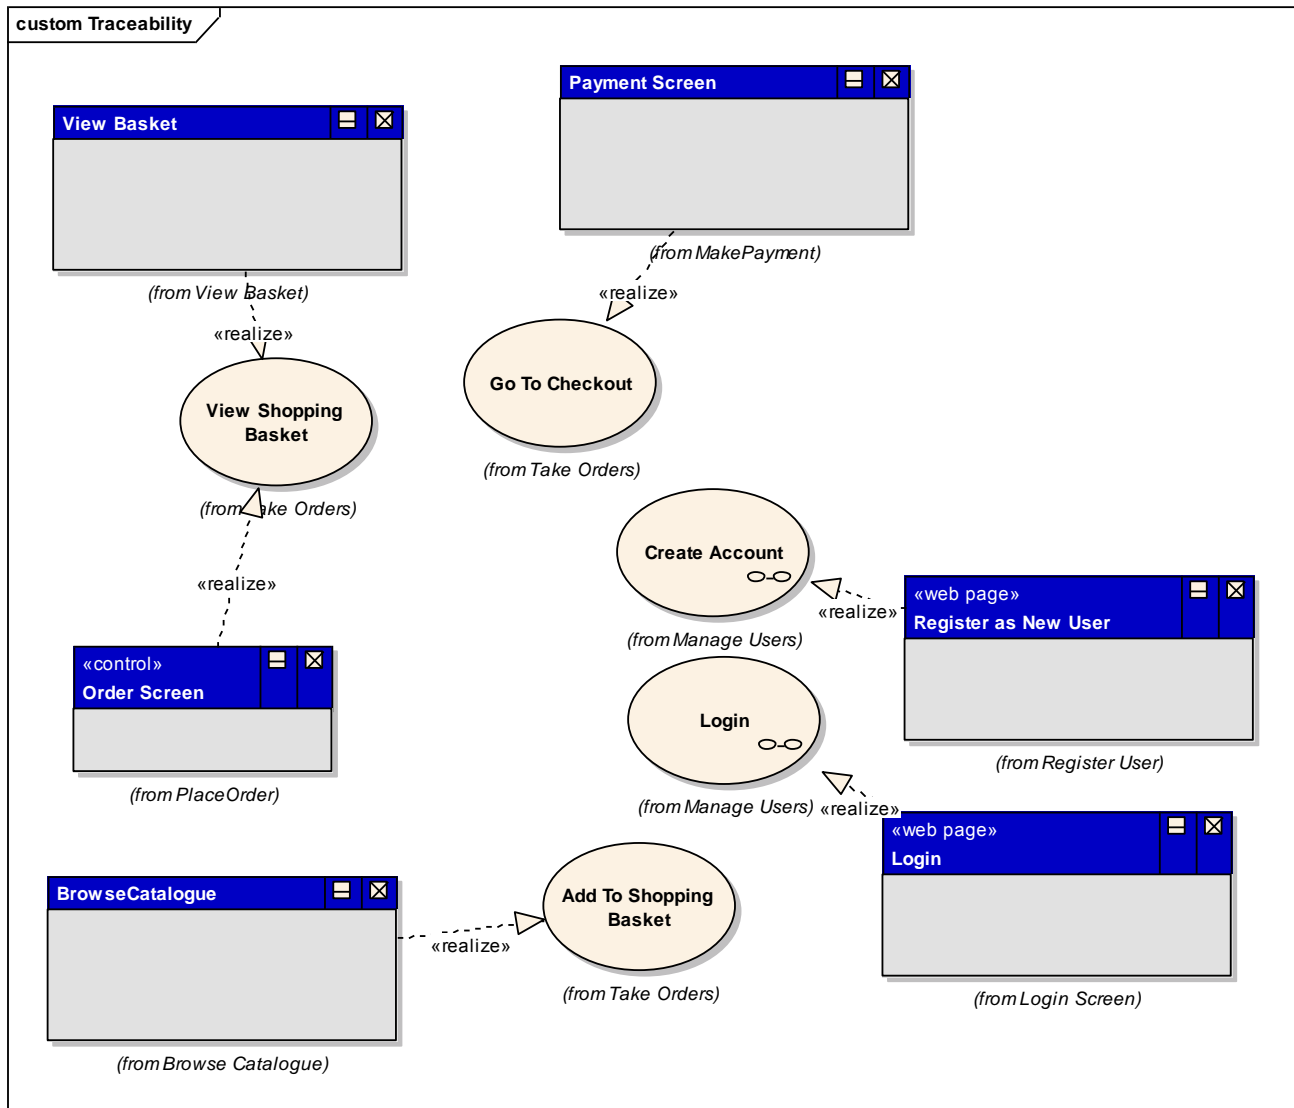 custom Traceability
Payment Screen
View Basket
(from MakePayment)
(from View Basket)
«realize»
«realize»
Go To Checkout
View Shopping
Basket
(from Take Orders)
(from Take Orders)
Create Account
«realize»
«web page»
Register as New User
«realize»
(from Manage Users)
«control»
Order Screen
Login
(from Register User)
(from PlaceOrder)
(from Manage Users)
«realize»
«web page»
Login
BrowseCatalogue
Add To Shopping
Basket
«realize»
(from Take Orders)
(from Login Screen)
(from Browse Catalogue)